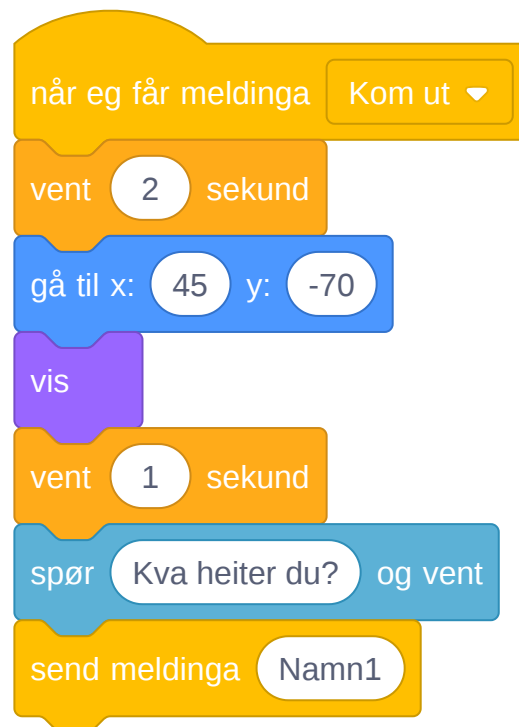 når eg får meldinga Kom ut
vent 2 sekund
gå til x: 45 y: -70
vis
vent 1 sekund
spør Kva heiter du? og vent
send meldinga Namn1